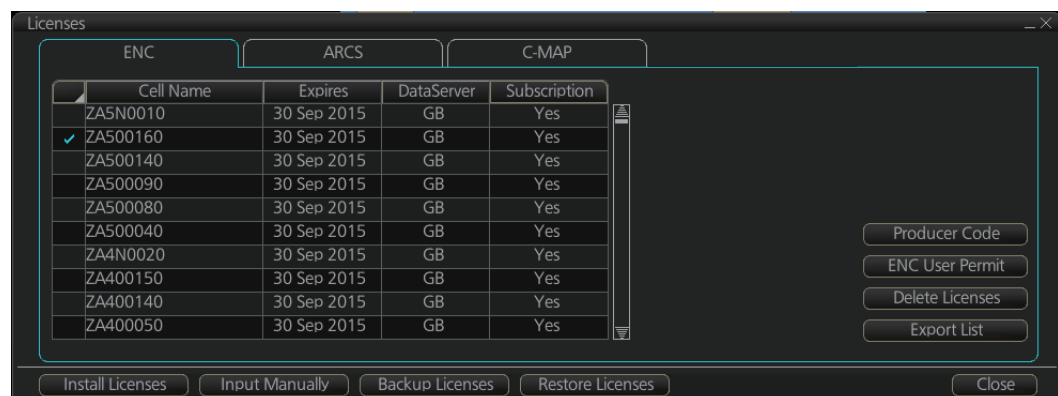 Licenses
ENC ARCS C-MAP
Cell Name Expires DataServer Subscription
ZA5N0010 30 Sep 2015 GB Yes
ZA500160 30 Sep 2015 GB Yes
ZA500140 30 Sep 2015 GB Yes
ZA500090 30 Sep 2015 GB Yes
ZA500080 30 Sep 2015 GB Yes
ZA500040 30 Sep 2015 GB Yes
ZA4N0020 30 Sep 2015 GB Yes
ZA400150 30 Sep 2015 GB Yes
ZA400140 30 Sep 2015 GB Yes
ZA400050 30 Sep 2015 GB Yes
Producer Code
ENC User Permit
Delete Licenses
Export List
Install Licenses Input Manually Backup Licenses Restore Licenses Close